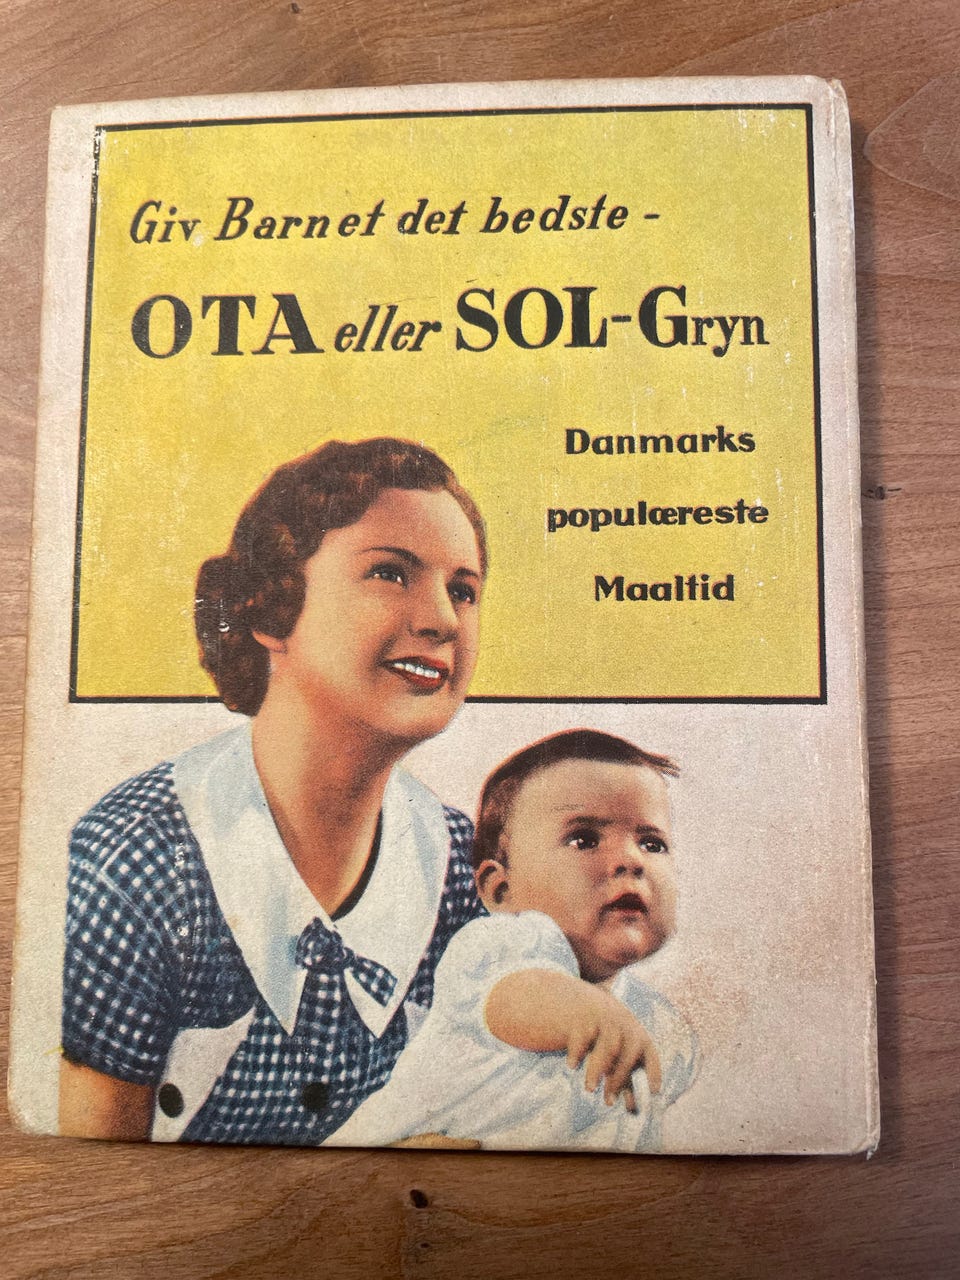 Giv Barnet det bedste -
OTA eller SOL-Gryn
Danmarks
populæreste
Maaltid